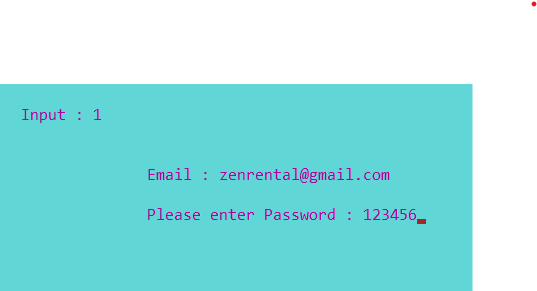 Input : 1
Email : zenrental@gmail.com
Please enter Password : 123456